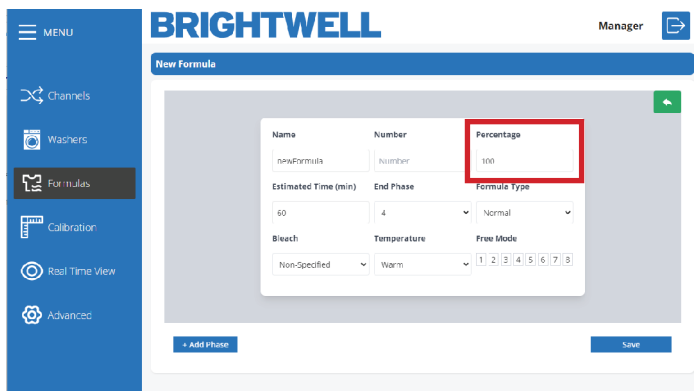 MENU
BRIGHTWELL
Manager
New Formula
Channels
Washers
Formulas
Calibration
Real Time View
Advanced
Name Number Percentage
newFormula Number 100
Estimated Time (min) End Phase Formula Type
60 4 Normal
Bleach Temperature Free Mode
Non-Specified Warm 1 2 3 4 5 6 7 8
+ Add Phase Save